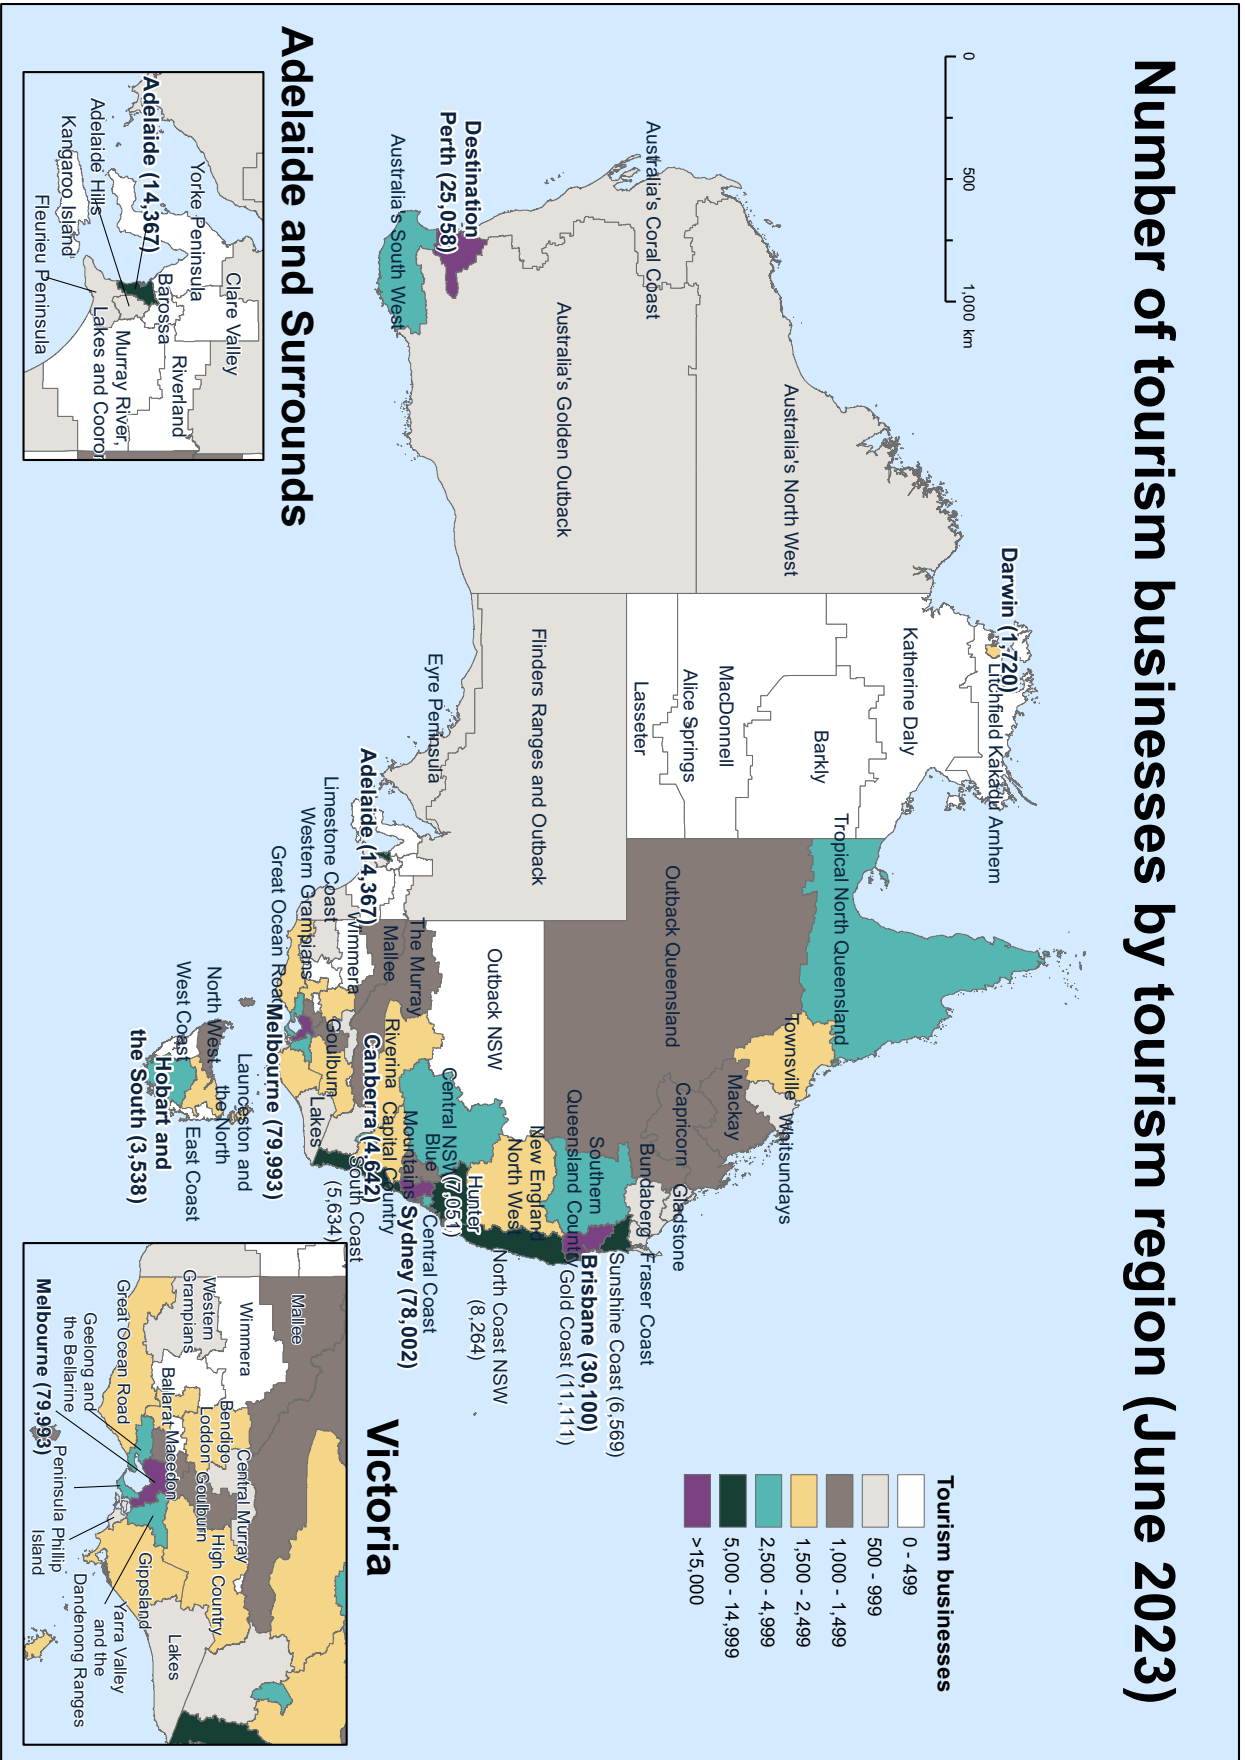 Number of tourism businesses by tourism region (June 2023)
0
500
1,000 km
Tourism businesses
0 - 499
500 - 999
1,000 - 1,499
1,500 - 2,499
2,500 - 4,999
5,000 - 14,999
>15,000
Darwin (1,720)
Litchfield Kakadu Arnhem
Katherine Daly
Barkly
MacDonnell
Alice Springs
Lasseter
Australia's North West
Australia's Coral Coast
Australia's Golden Outback
Destination
Perth (25,058)
Australia's South West
Flinders Ranges and Outback
Eyre Peninsula
Adelaide (14,367)
Limestone Coast
Tropical North Queensland
Townsville
Whitsundays
Mackay
Outback Queensland
Capricorn
Gladstone
Bundaberg
Fraser Coast
Southern
Queensland Country
Sunshine Coast (6,569)
Brisbane (30,100)
Gold Coast (11,111)
Outback NSW
New England
North West
North Coast NSW
(8,264)
Hunter
(7,051)
Central NSW
Central Coast
Blue
Mountains
Sydney (78,002)
The Murray
Mallee
Riverina
Capital Country
Canberra (4,642)
South Coast
(5,634)
Wimmera
Western Grampians
Great Ocean Road
Goulburn
Lakes
Melbourne (79,993)
Launceston and
the North
North West
West Coast
East Coast
Hobart and
the South (3,538)
Adelaide and Surrounds
Clare Valley
Yorke Peninsula
Riverland
Barossa
Adelaide (14,367)
Murray River,
Lakes and Cooror
Adelaide Hills
Kangaroo Island
Fleurieu Peninsula
Victoria
Mallee
Wimmera
Western
Grampians
Central Murray
Bendigo
Loddon
Goulburn
High Country
Ballarat
Macedon
Great Ocean Road
Geelong and
the Bellarine
Melbourne (79,993)
Gippsland
Lakes
Peninsula
Phillip
Island
Yarra Valley
and the
Dandenong Ranges